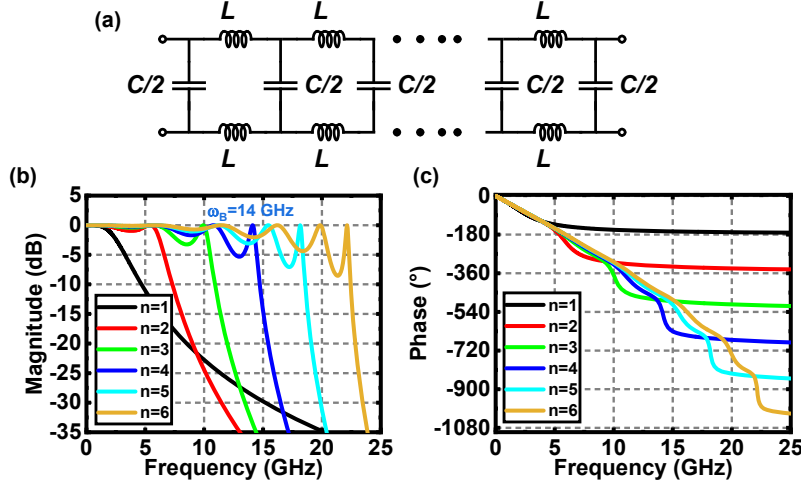 (a)
L L L
C/2 C/2 C/2 C/2 C/2
L L L
(b)
ω_B=14 GHz
5
0
-5
-10
-15
-20
-25
-30
-35
Magnitude (dB)
n=1
n=2
n=3
n=4
n=5
n=6
0 5 10 15 20 25
Frequency (GHz)
(c)
0
-180
-360
-540
-720
-900
-1080
Phase (°)
n=1
n=2
n=3
n=4
n=5
n=6
0 5 10 15 20 25
Frequency (GHz)